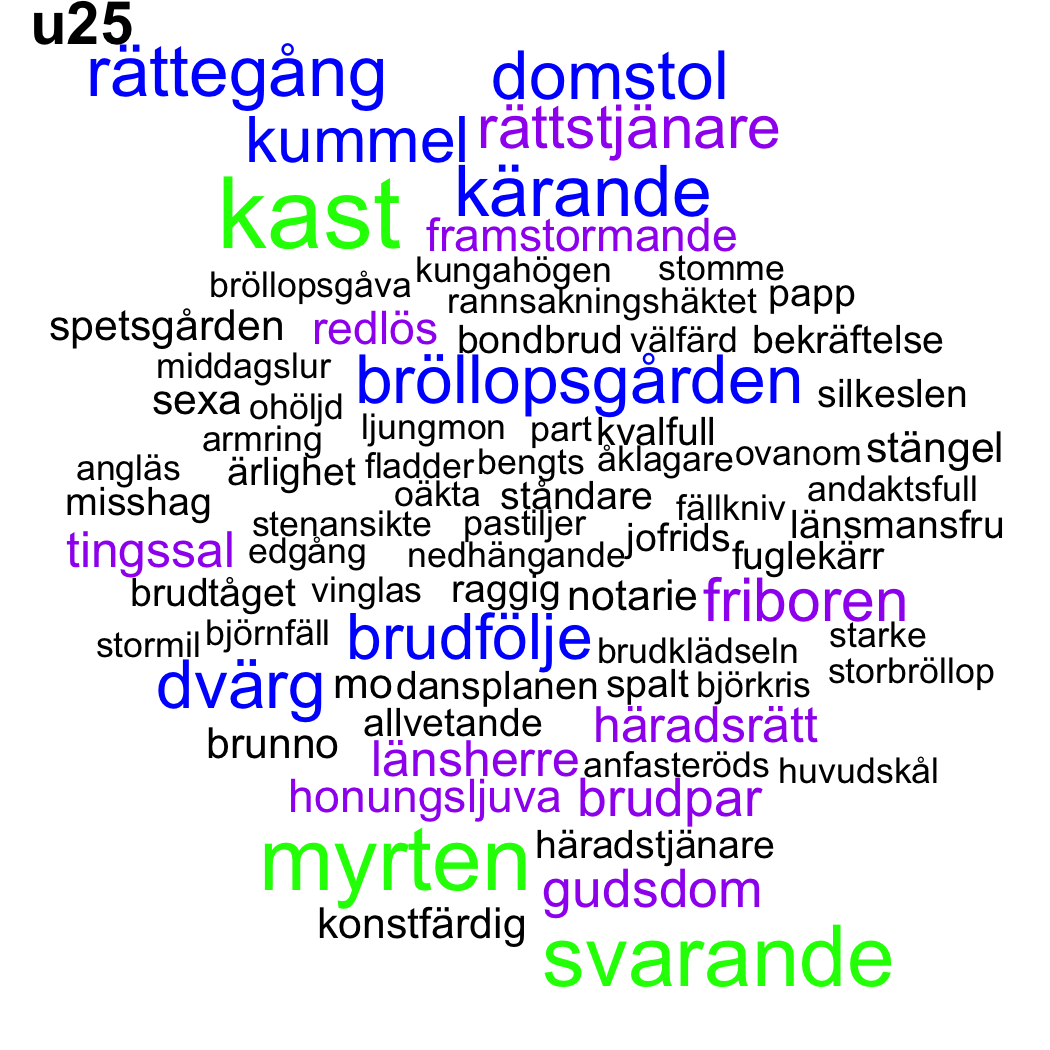 u25
rättegång domstol
kummel rättstjänare
kast kärande
framstormande
bröllopsgåva kungahögen stomme
rannsakningshäktet papp
spetsgården redlös bondbrud välfärd bekräftelse
middagslur bröllopsgården silkeslen
sexa ohöljd
armring ljungmon part kvalfull
angläs ärlighet fladder bengts åklagare ovanom stängel
misshag oäkta ståndare fällkniv andaktsfull
stenansikte pastiljer jofrids länsmansfru
tingssal edgång nedhängande fuglekärr
brudtåget vinglas raggig notarie friboren
stormil björnfäll brudfölje brudklädseln starke
dvärg mo dansplanen spalt björkris storbröllop
brunno allvetande häradsrätt
länsherre anfasteröds huvudskål
honungsljuva brudpar
myrten häradstjänare
gudsdom
konstfärdig
svarande